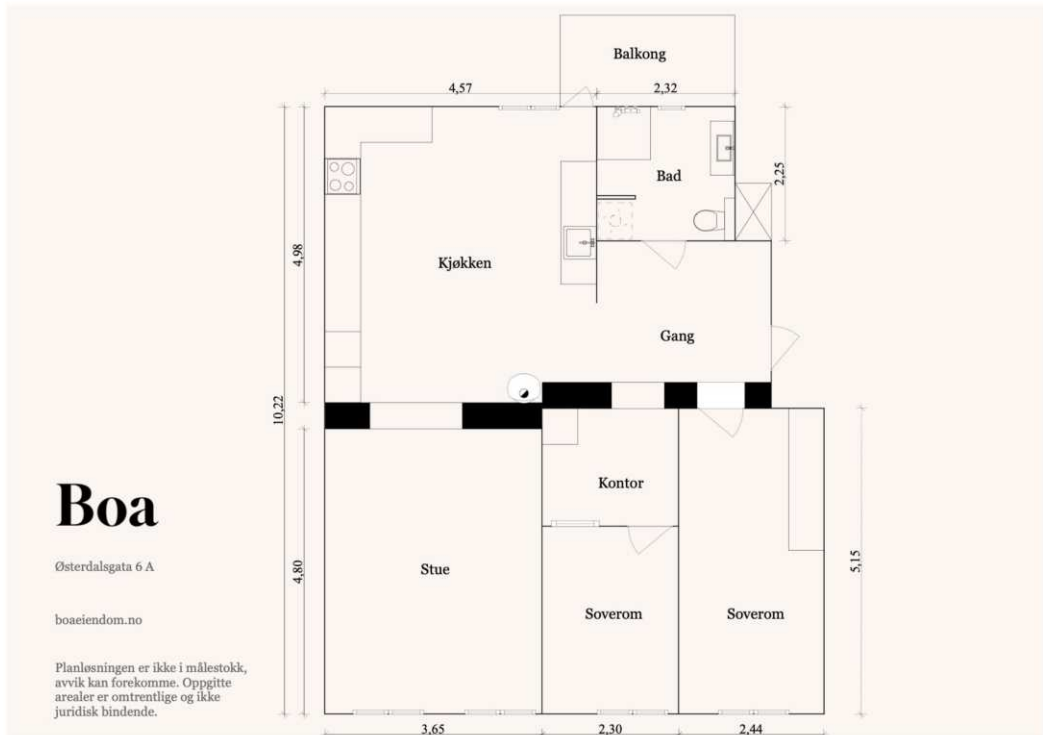 Balkong
4,57
2,32
Bad
2,25
4,98
Kjøkken
Gang
10,22
Boa
Østerdalsgata 6 A
boaeiendom.no
Planløsningen er ikke i målestokk,
avvik kan forekomme. Oppgitte
arealer er omtrentlige og ikke
juridisk bindende.
4,80
Stue
Kontor
Soverom
Soverom
5,15
3,65
2,30
2,44